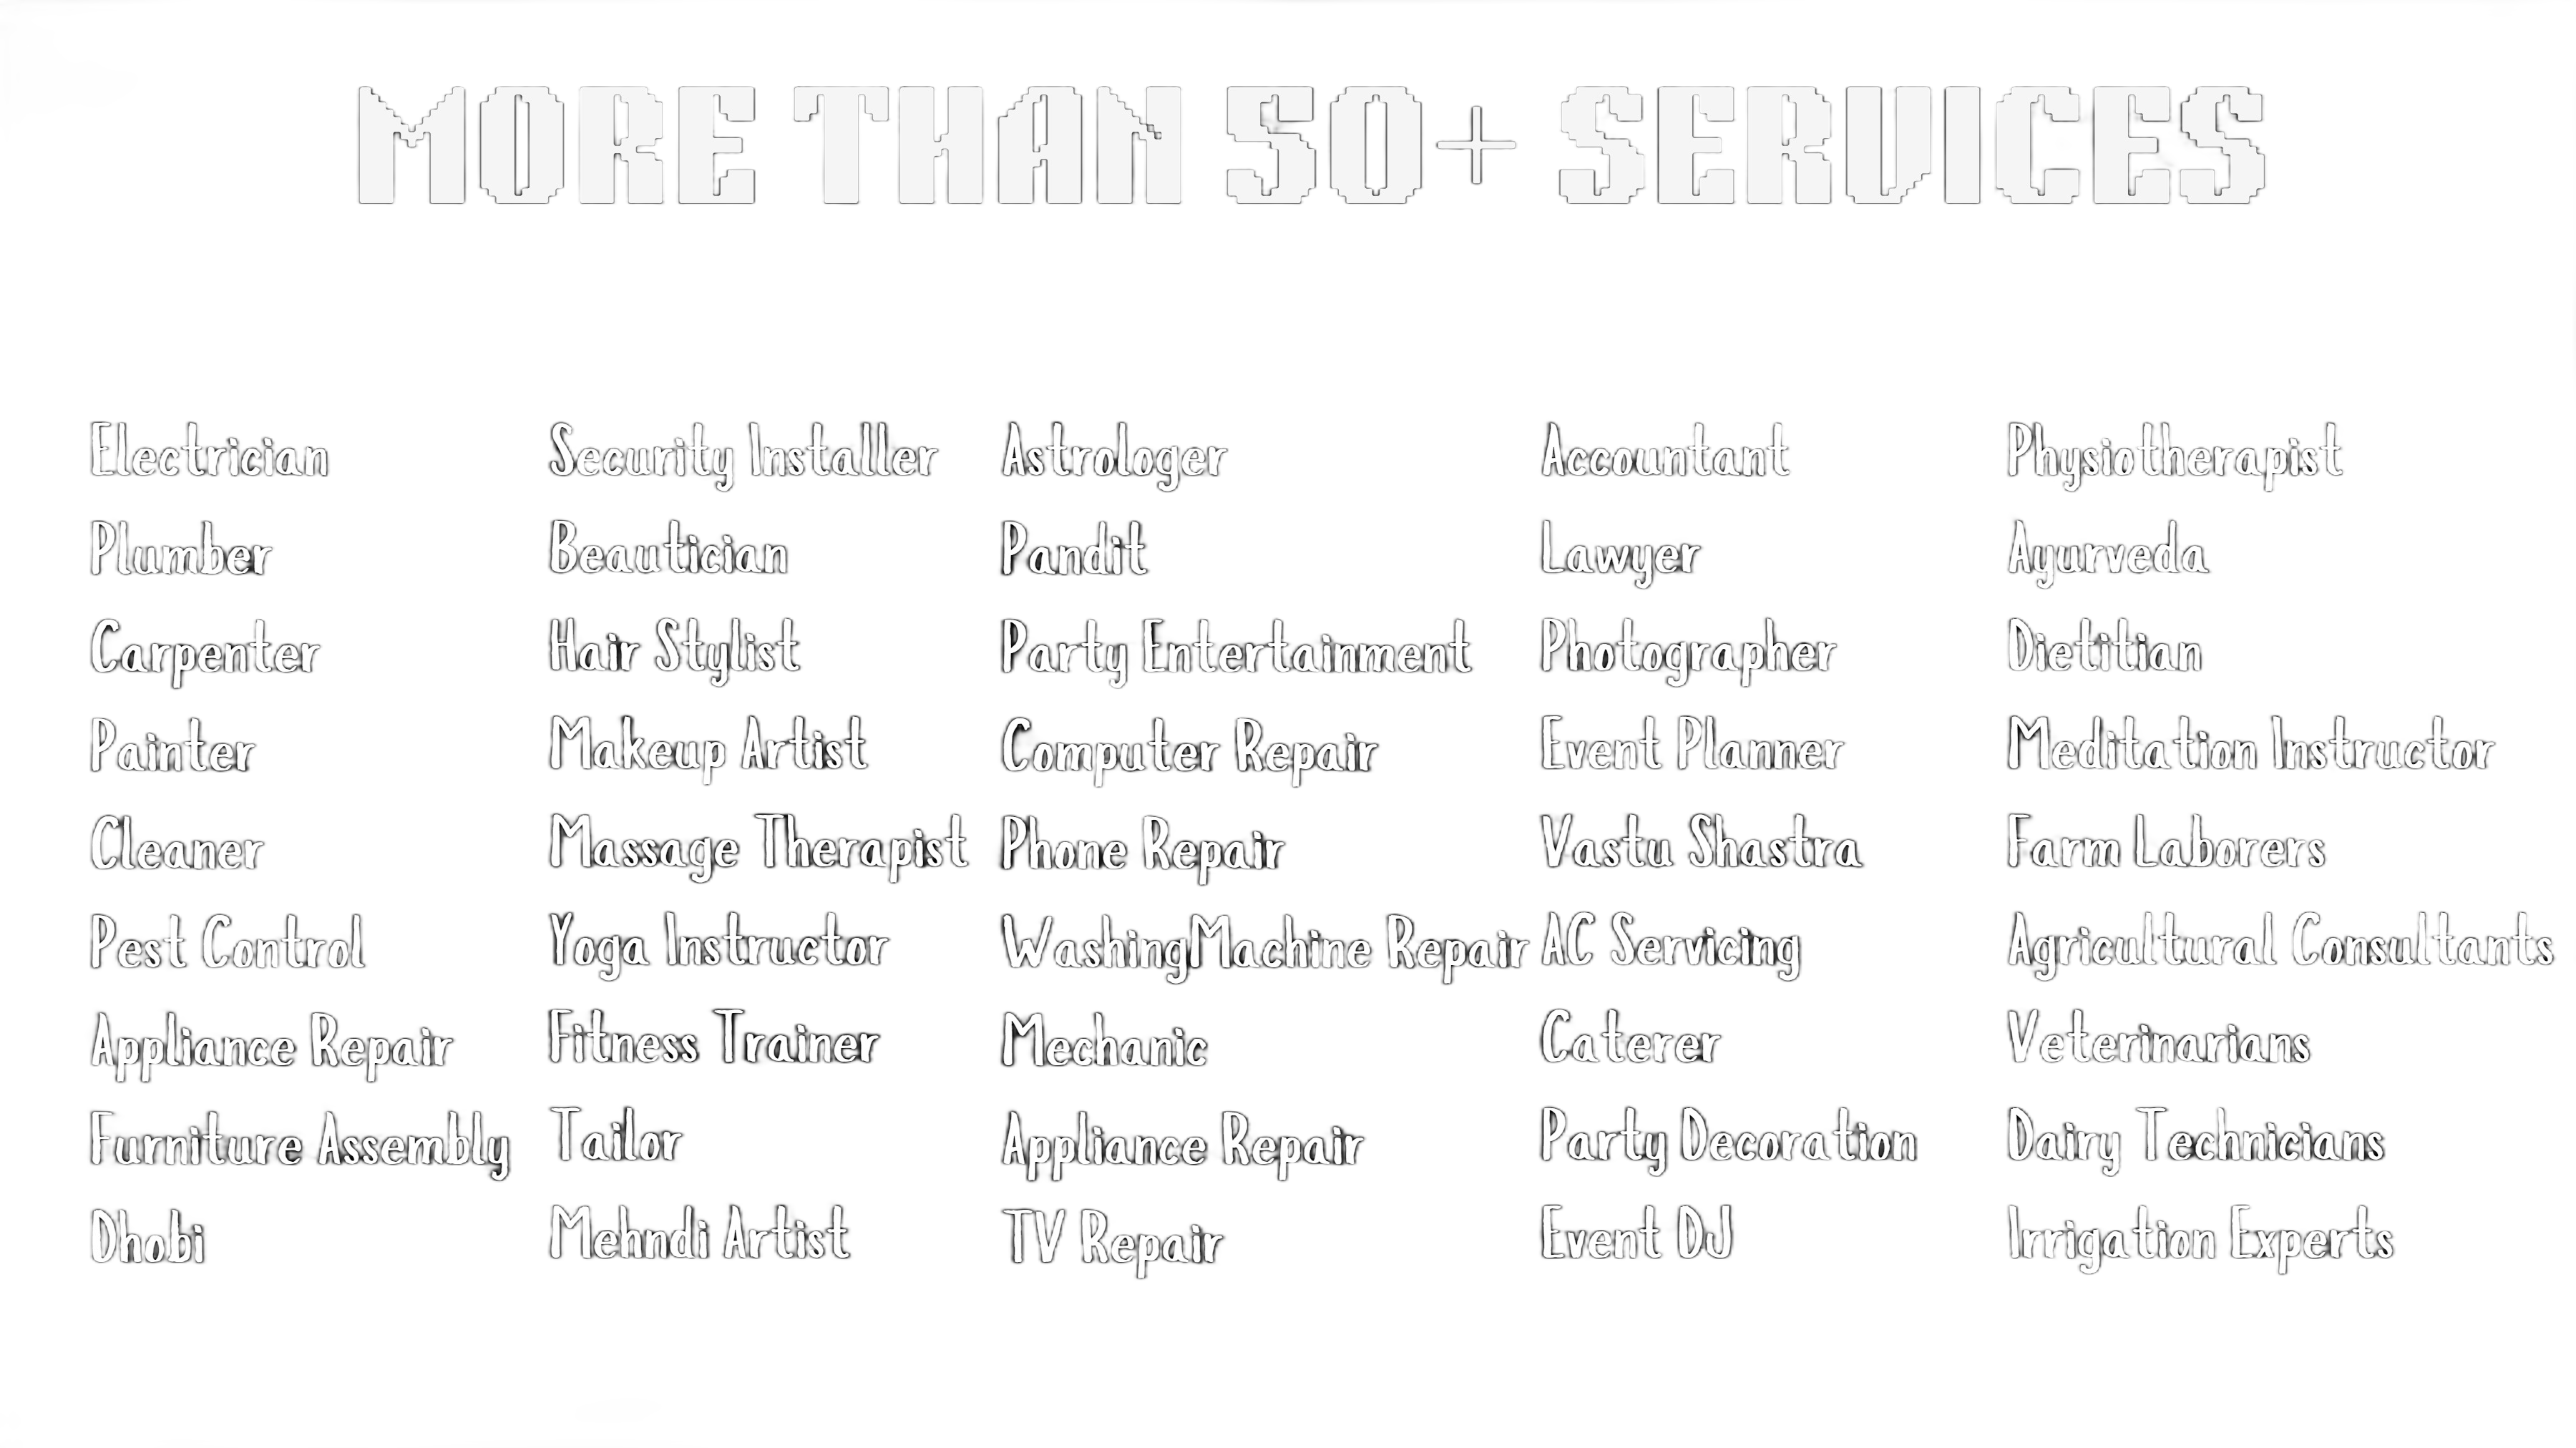 MORE THAN 50+ SERVICES
Electrician
Plumber
Carpenter
Painter
Cleaner
Pest Control
Appliance Repair
Furniture Assembly
Dhobi
Security Installer
Beautician
Hair Stylist
Makeup Artist
Massage Therapist
Yoga Instructor
Fitness Trainer
Tailor
Mehndi Artist
Astrologer
Pandit
Party Entertainment
Computer Repair
Phone Repair
WashingMachine Repair
Mechanic
Appliance Repair
TV Repair
Accountant
Lawyer
Photographer
Event Planner
Vastu Shastra
AC Servicing
Caterer
Party Decoration
Event DJ
Physiotherapist
Ayurveda
Dietitian
Meditation Instructor
Farm Laborers
Agricultural Consultants
Veterinarians
Dairy Technicians
Irrigation Experts